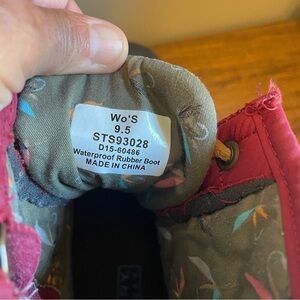 Wo'S
9.5
STS93028
D15-60486
Waterproof Rubber Boot
MADE IN CHINA